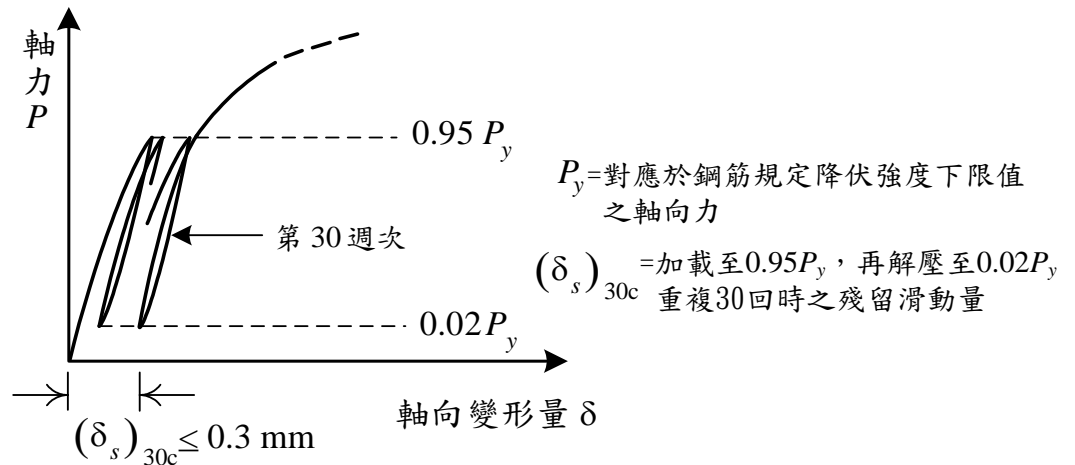 軸力P
0.95 P_y
P_y=對應於鋼筋規定降伏強度下限值
之軸向力
第 30 週次
(δ_s)_30c =加載至0.95P_y，再解壓至0.02P_y
重複30回時之殘留滑動量
0.02P_y
軸向變形量 δ
(δ_s)_30c ≤ 0.3 mm